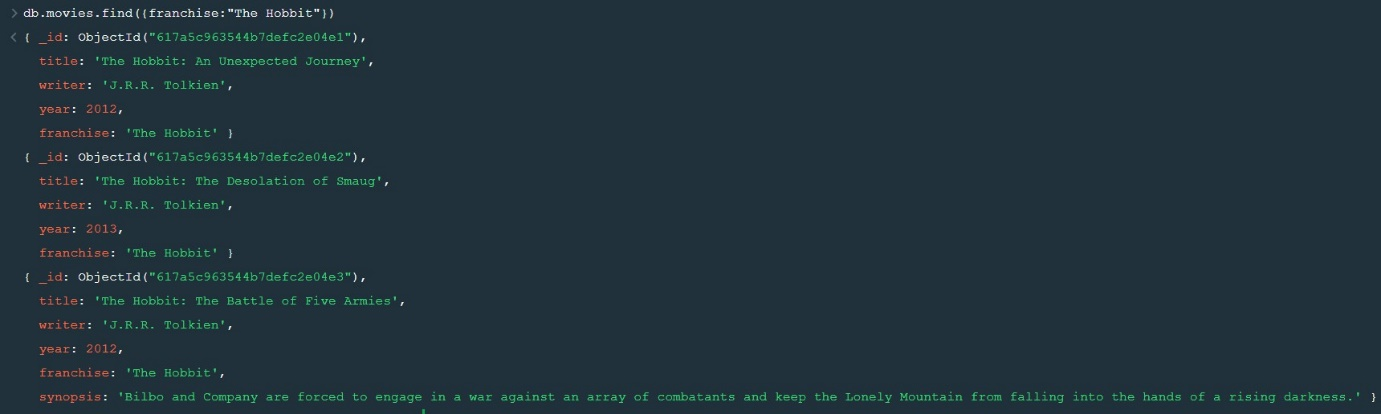 > db.movies.find({franchise:"The Hobbit"})
< { _id: ObjectId("617a5c963544b7defc2e04e1"),
title: 'The Hobbit: An Unexpected Journey',
writer: 'J.R.R. Tolkien',
year: 2012,
franchise: 'The Hobbit' }
{ _id: ObjectId("617a5c963544b7defc2e04e2"),
title: 'The Hobbit: The Desolation of Smaug',
writer: 'J.R.R. Tolkien',
year: 2013,
franchise: 'The Hobbit' }
{ _id: ObjectId("617a5c963544b7defc2e04e3"),
title: 'The Hobbit: The Battle of Five Armies',
writer: 'J.R.R. Tolkien',
year: 2012,
franchise: 'The Hobbit',
synopsis: 'Bilbo and Company are forced to engage in a war against an array of combatants and keep the Lonely Mountain from falling into the hands of a rising darkness.' }